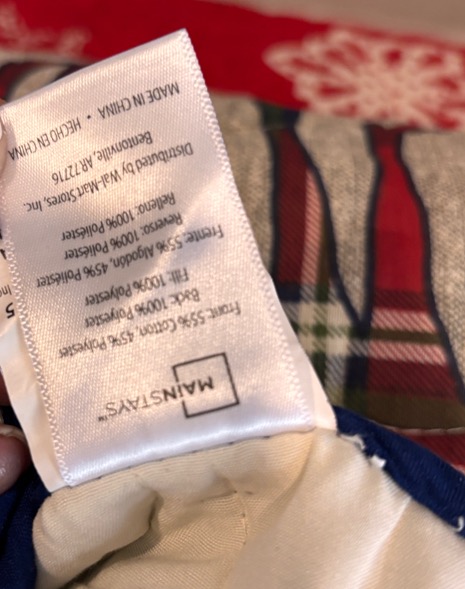 MAINSTAYS™
Front: 55% Cotton, 45% Polyester
Back: 100% Polyester
Fill: 100% Polyester
Frente: 55% Algodón, 45% Poliéster
Reverso: 100% Poliéster
Relleno: 100% Poliéster
Distributed by Wal-Mart Stores, Inc.
Bentonville, AR 72716
MADE IN CHINA • HECHO EN CHINA